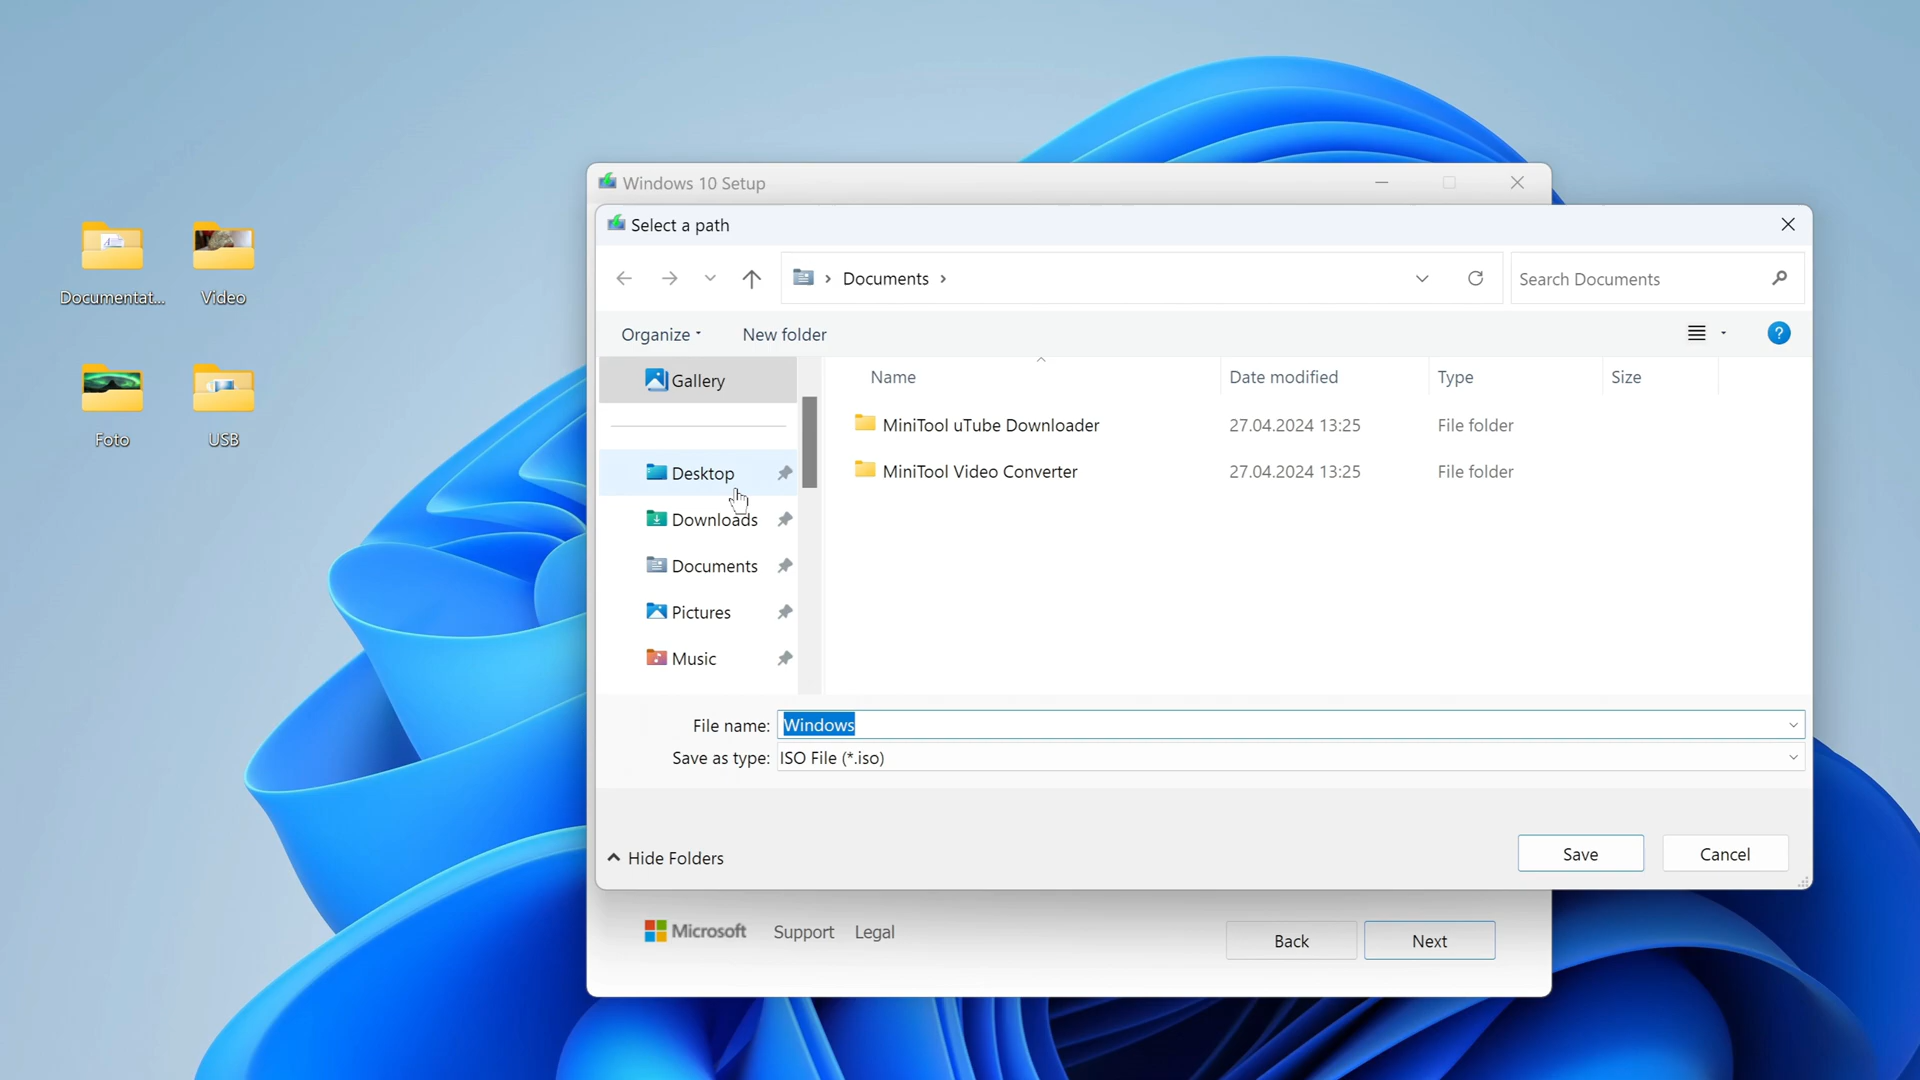 Documentat...
Video
Foto
USB
Windows 10 Setup
Select a path
Documents
Search Documents
Organize
New folder
?
Gallery
Desktop
Downloads
Documents
Pictures
Music
Name
Date modified
Type
Size
MiniTool uTube Downloader
27.04.2024 13:25
File folder
MiniTool Video Converter
27.04.2024 13:25
File folder
File name: Windows
Save as type: ISO File (*.iso)
Hide Folders
Save
Cancel
Microsoft
Support
Legal
Back
Next